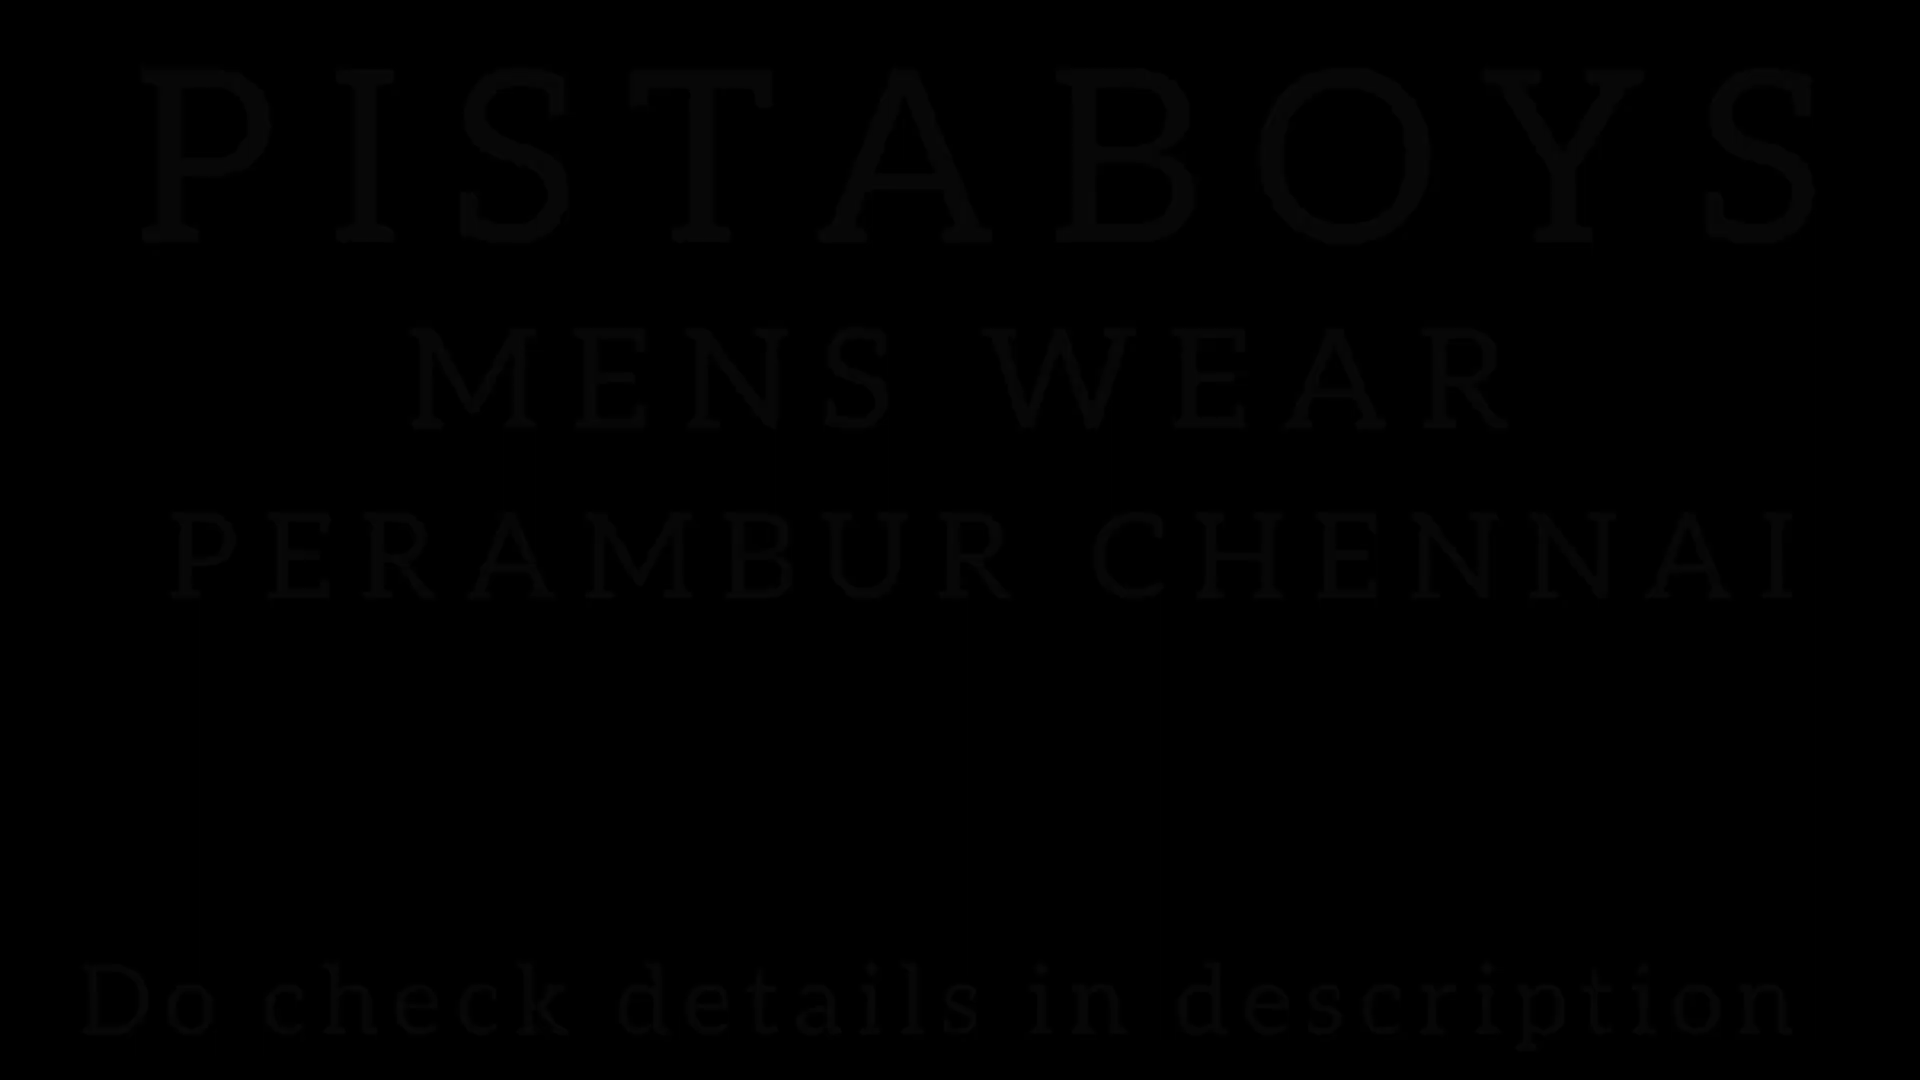 PISTABOYS
MENS WEAR
PERAMBUR CHENNAI
Do check details in description